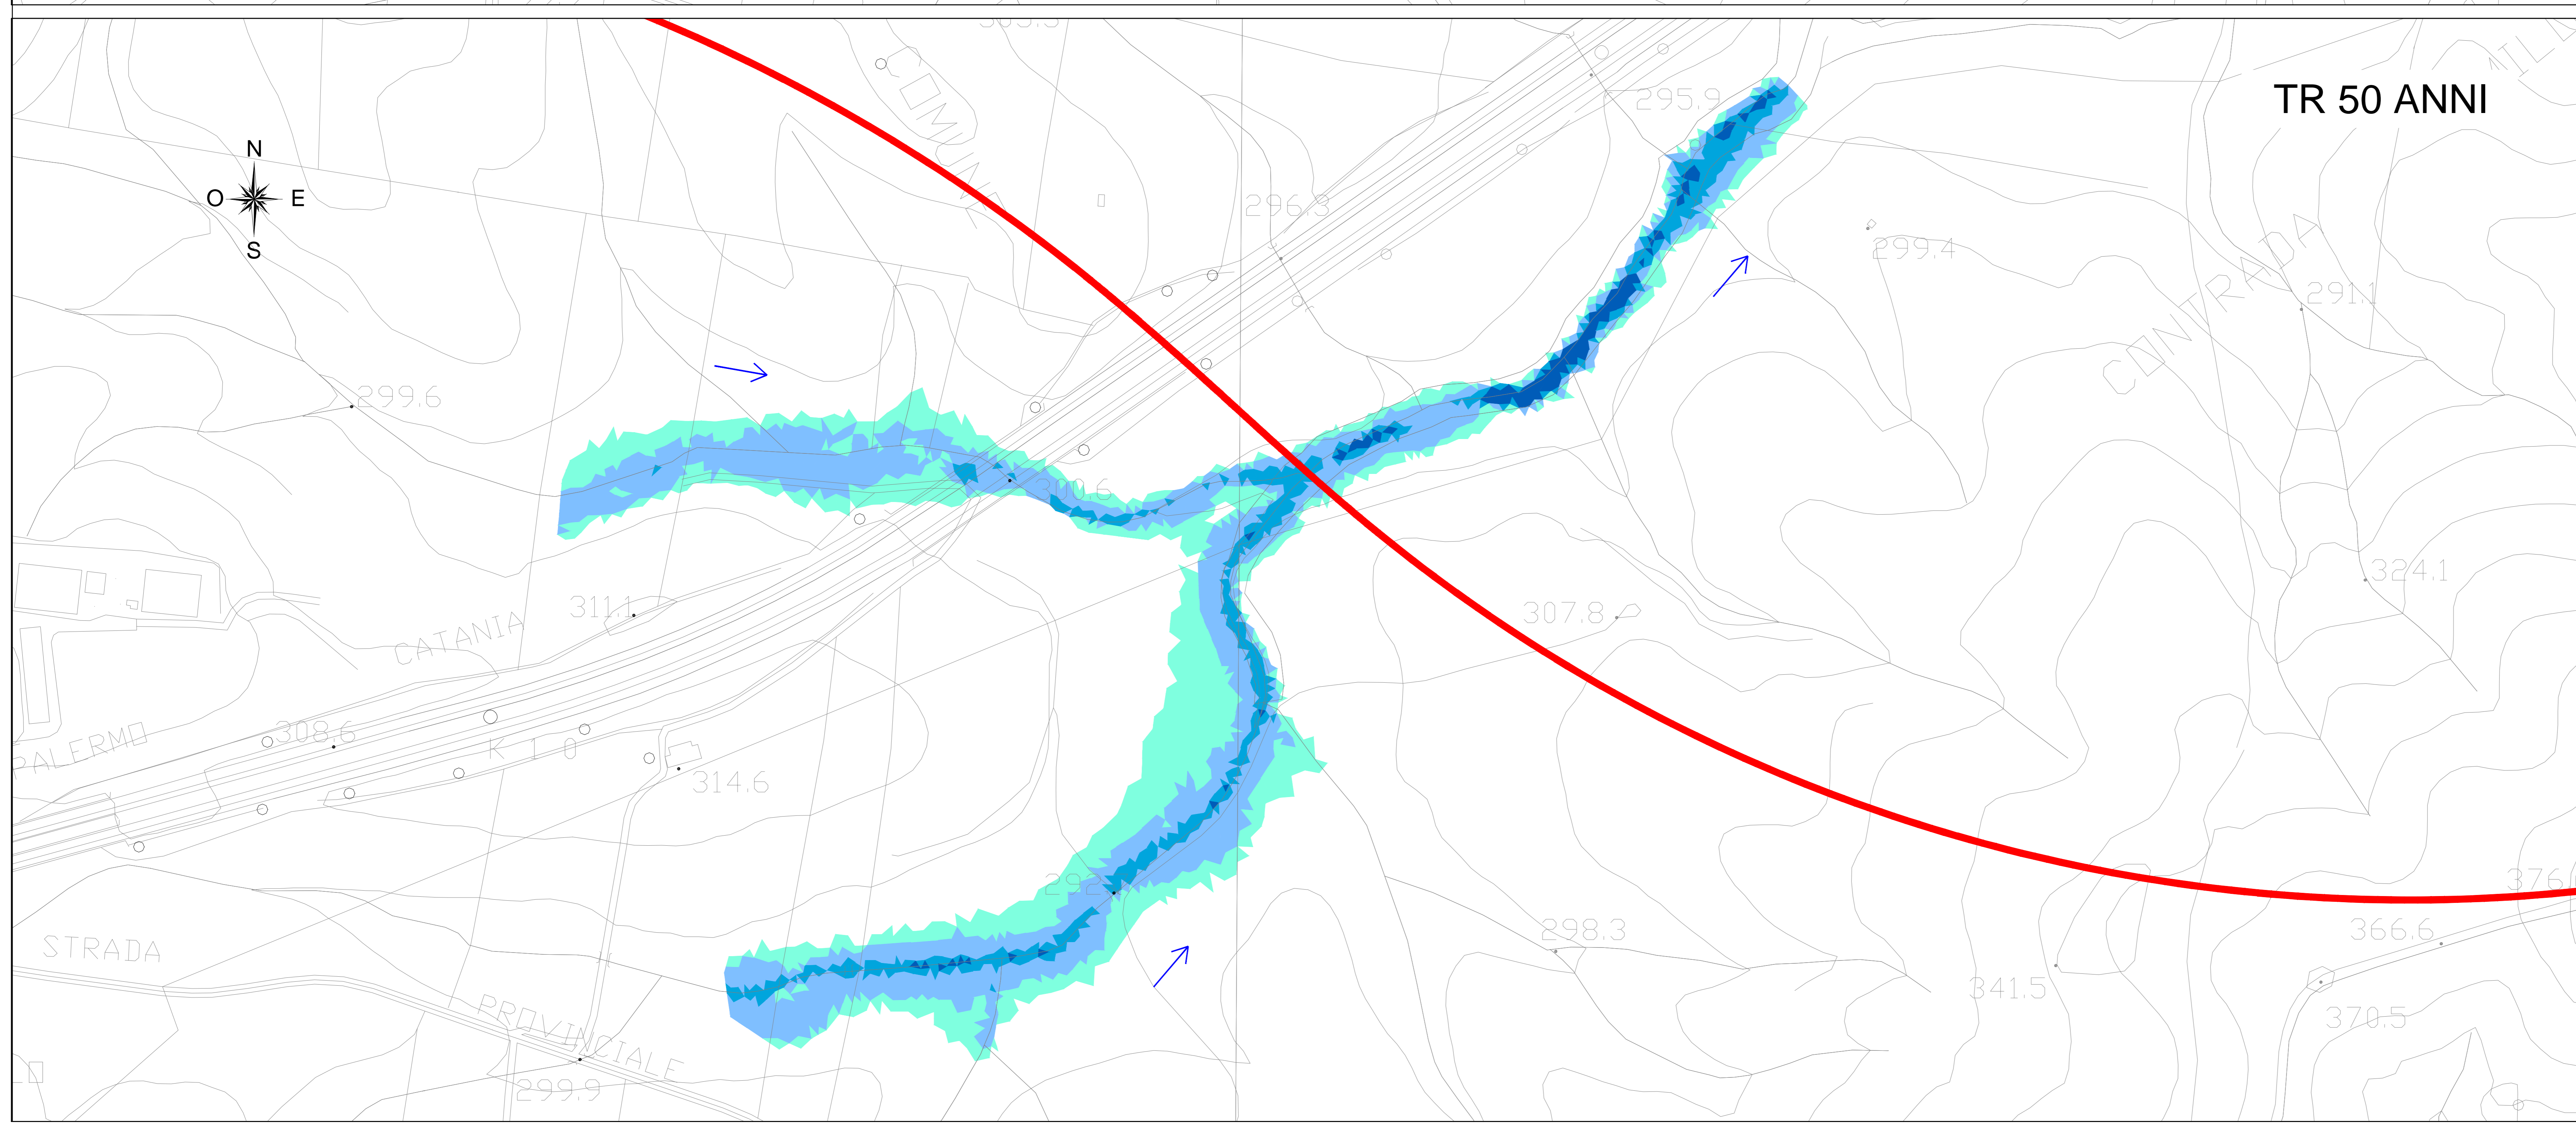 TR 50 ANNI
295.9
N
O
E
S
296.3
299.4
CONTRADA
291.1
299.6
311.1
CATANIA
307.8
324.1
308.6
K 10
PALERMO
314.6
298.3
366.6
STRADA
341.5
370.5
PROVINCIALE
299.9